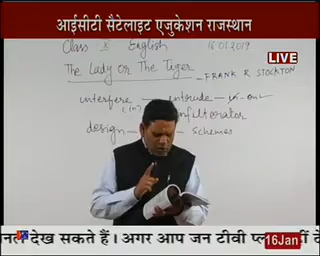 आईसीटी सैटेलाइट एजुकेशन राजस्थान
Class X English 16.01.2019
LIVE
The Lady or The Tiger - FRANK R STOCKTON
interfere — intrude —
(in) infiltrator
design — schemes
देख सकते हैं। अगर आप जन टीवी
16Jan